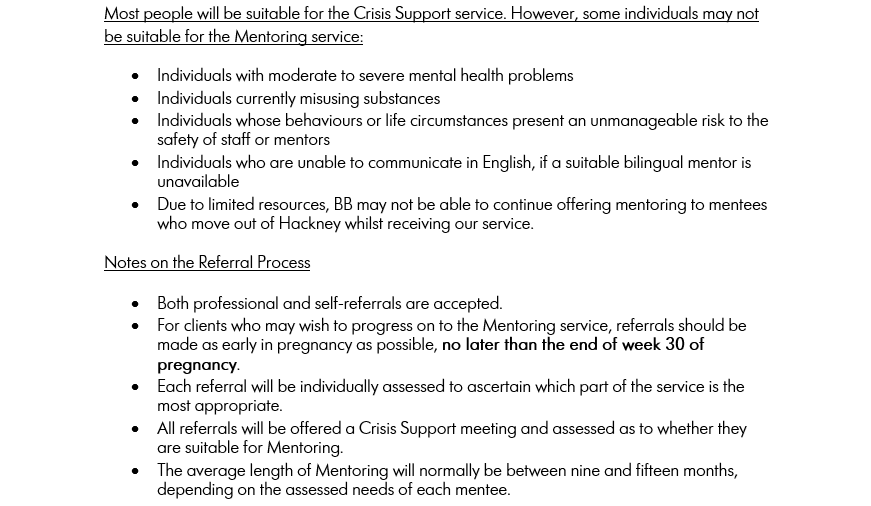 Most people will be suitable for the Crisis Support service. However, some individuals may not
be suitable for the Mentoring service:
• Individuals with moderate to severe mental health problems
• Individuals currently misusing substances
• Individuals whose behaviours or life circumstances present an unmanageable risk to the
safety of staff or mentors
• Individuals who are unable to communicate in English, if a suitable bilingual mentor is
unavailable
• Due to limited resources, BB may not be able to continue offering mentoring to mentees
who move out of Hackney whilst receiving our service.
Notes on the Referral Process
• Both professional and self-referrals are accepted.
• For clients who may wish to progress on to the Mentoring service, referrals should be
made as early in pregnancy as possible, no later than the end of week 30 of
pregnancy.
• Each referral will be individually assessed to ascertain which part of the service is the
most appropriate.
• All referrals will be offered a Crisis Support meeting and assessed as to whether they
are suitable for Mentoring.
• The average length of Mentoring will normally be between nine and fifteen months,
depending on the assessed needs of each mentee.